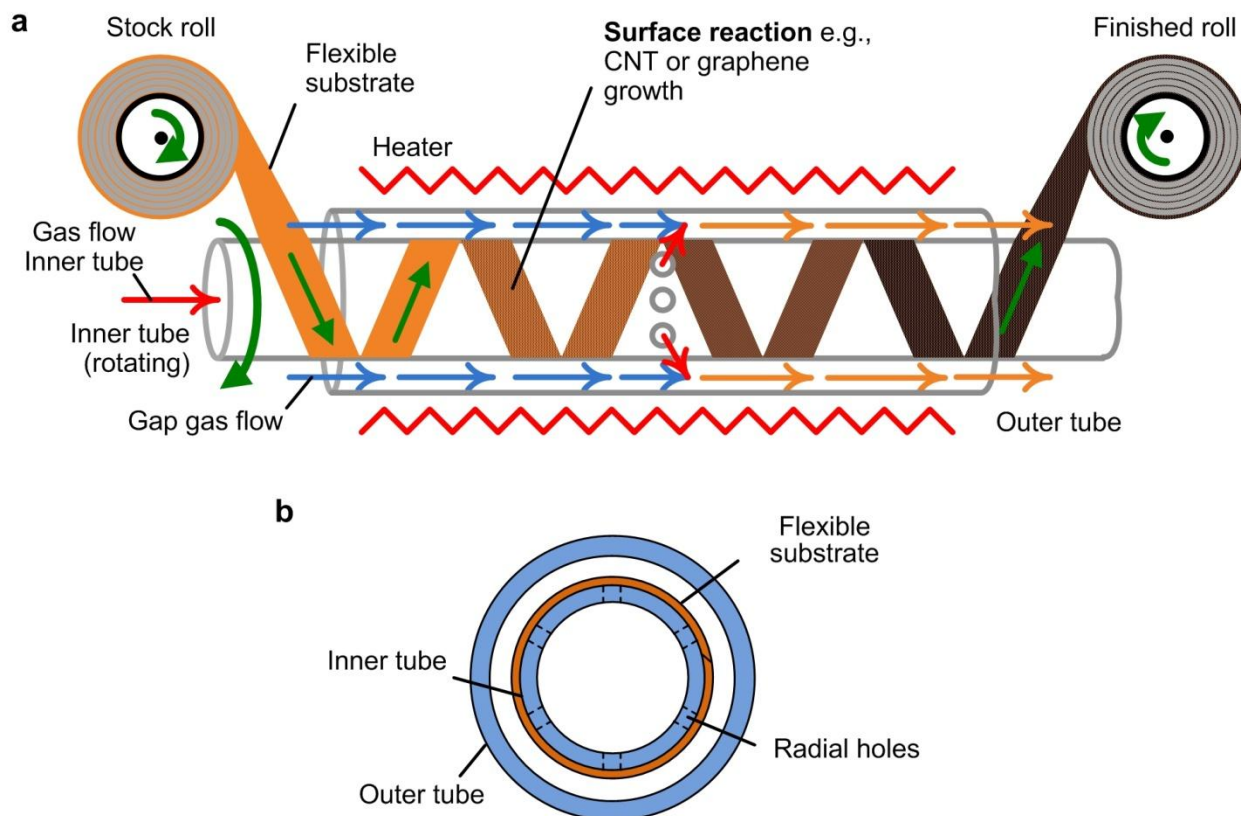 a
Stock roll
Flexible
substrate
Surface reaction e.g.,
CNT or graphene
growth
Finished roll
Heater
Gas flow
Inner tube
Inner tube
(rotating)
Gap gas flow
Outer tube
b
Flexible
substrate
Inner tube
Radial holes
Outer tube